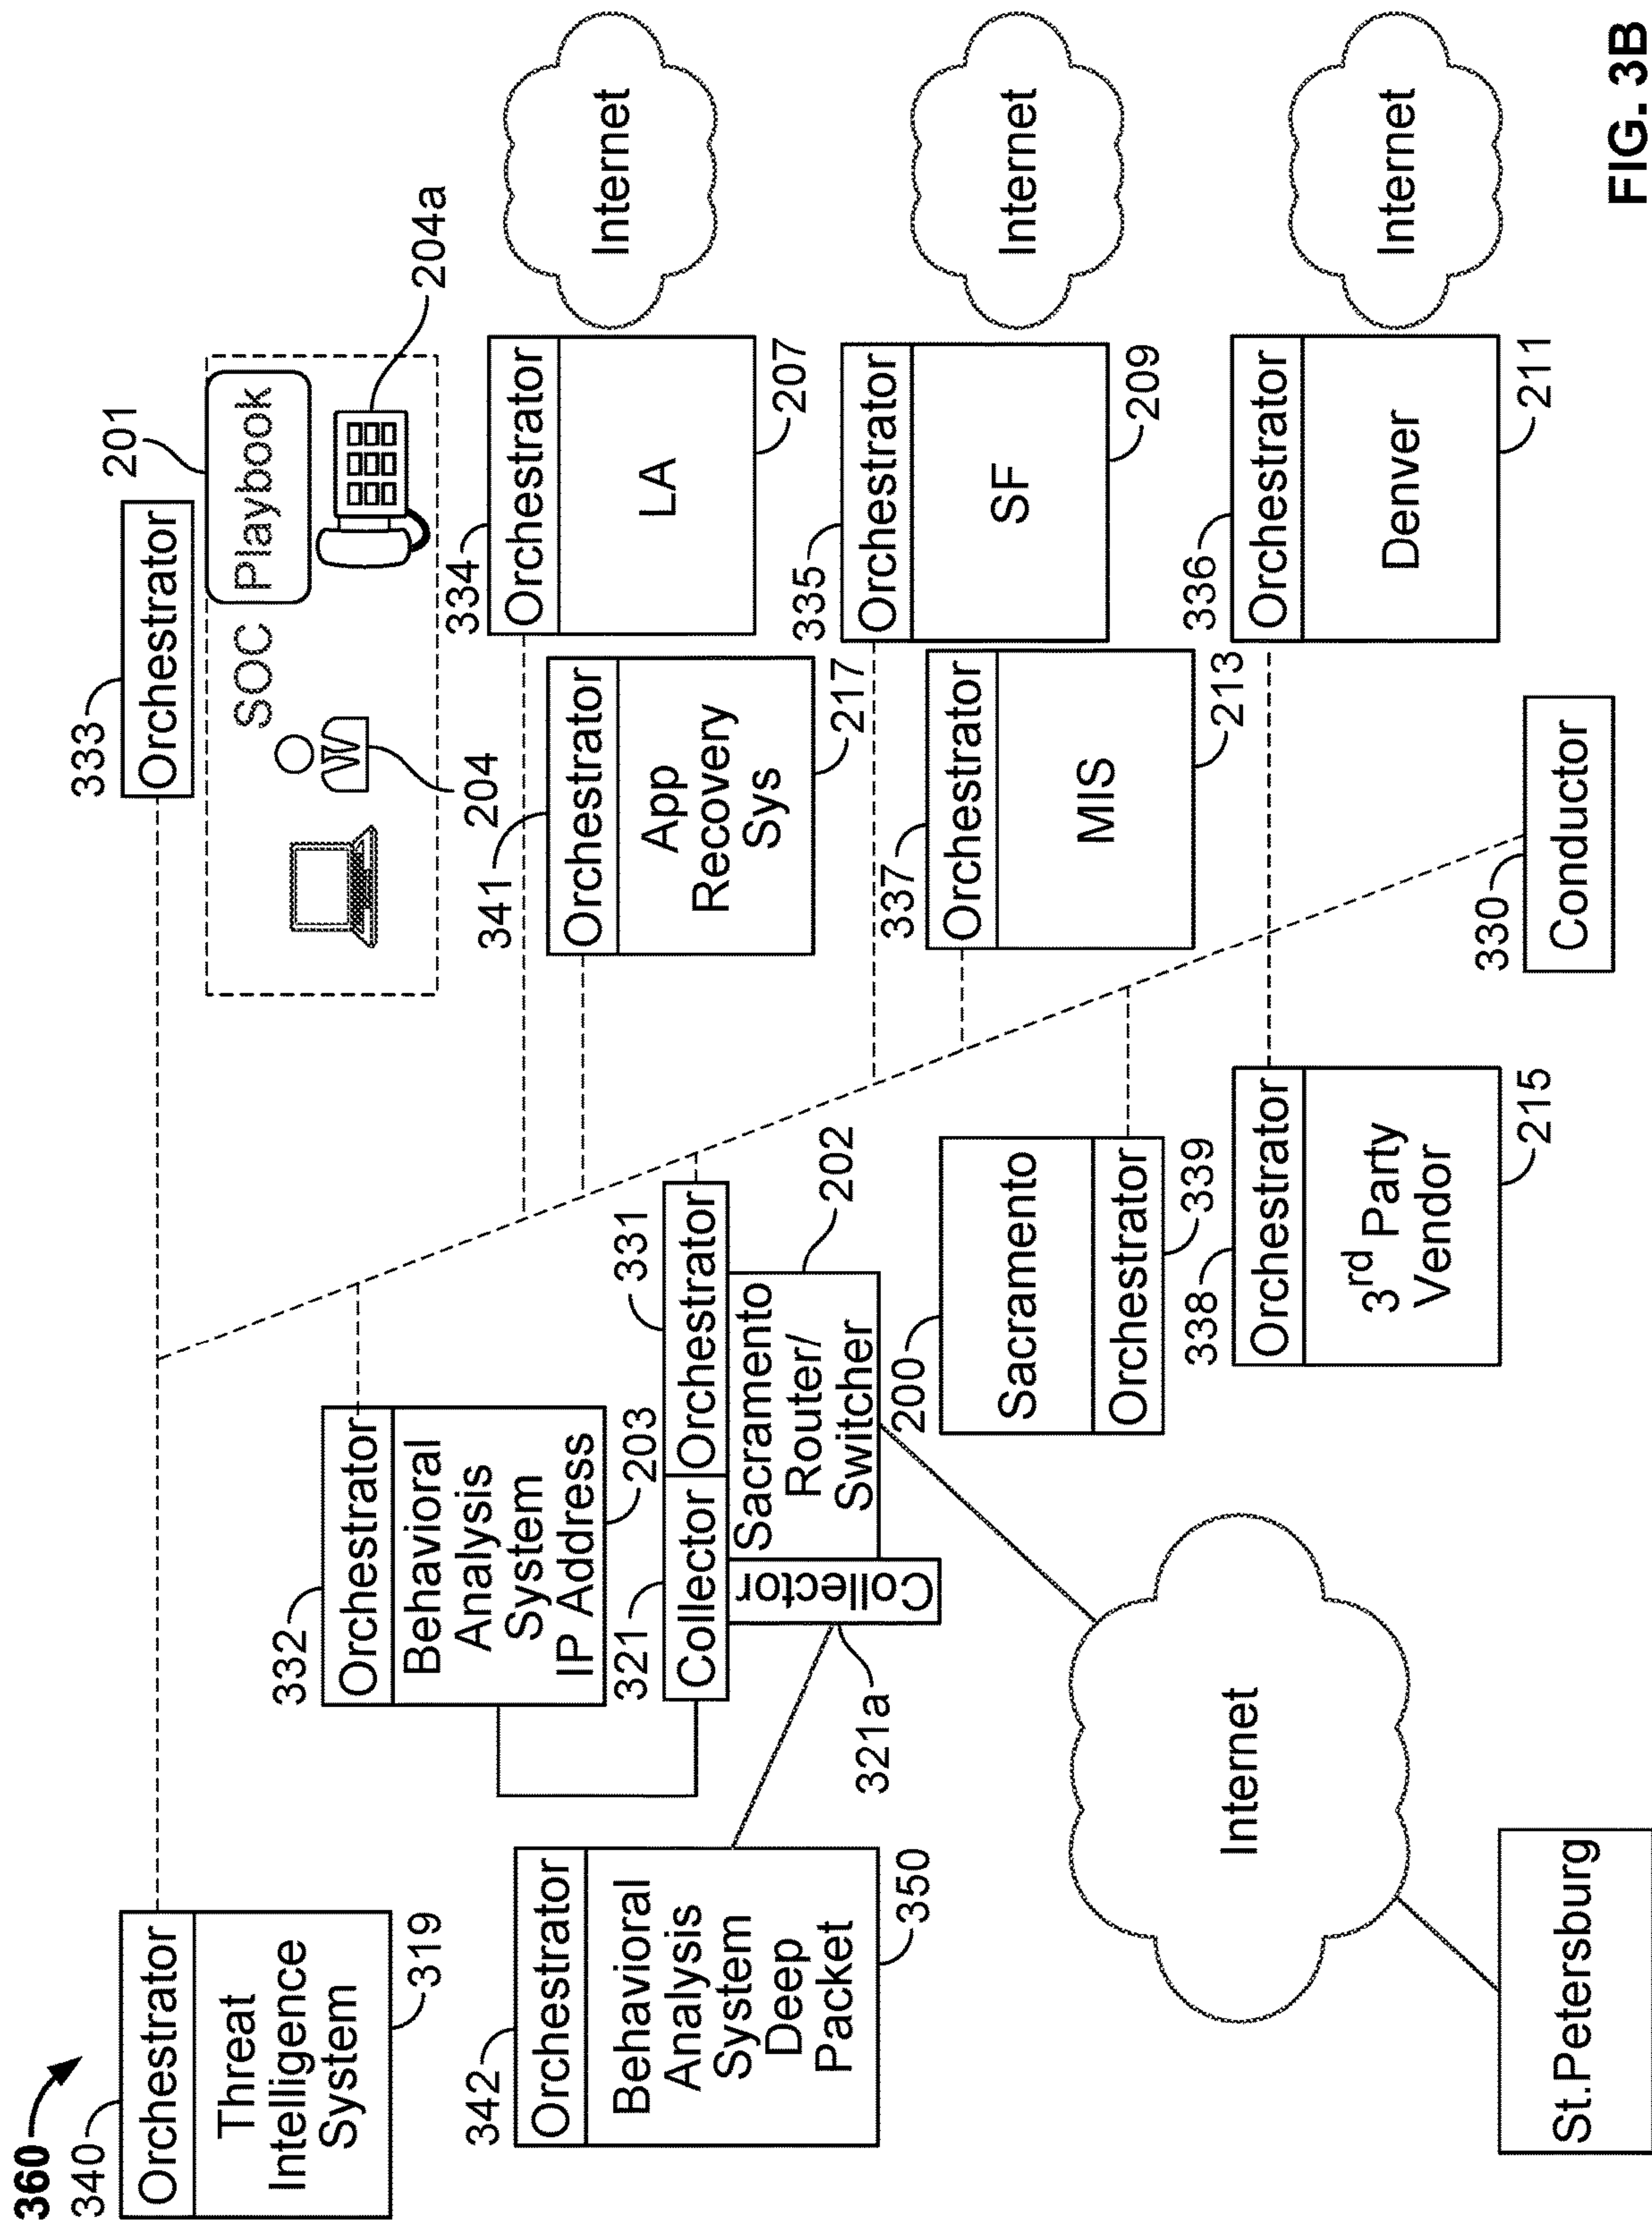 360
340
Orchestrator
Threat
Intelligence
System
319
333
Orchestrator
201
SOC
Playbook
204
204a
342
Orchestrator
Behavioral
Analysis
System
Deep
Packet
350
332
Orchestrator
Behavioral
Analysis
System
IP Address
203
321
Collector
331
Orchestrator
Sacramento
Router/
Switcher
202
Collector
321a
341
Orchestrator
App
Recovery
Sys
217
334
Orchestrator
LA
207
Internet
335
Orchestrator
SF
209
Internet
337
Orchestrator
MIS
213
200
Sacramento
Orchestrator
339
338
Orchestrator
3rd Party
Vendor
215
336
Orchestrator
Denver
211
Internet
Internet
St.Petersburg
330
Conductor
FIG. 3B